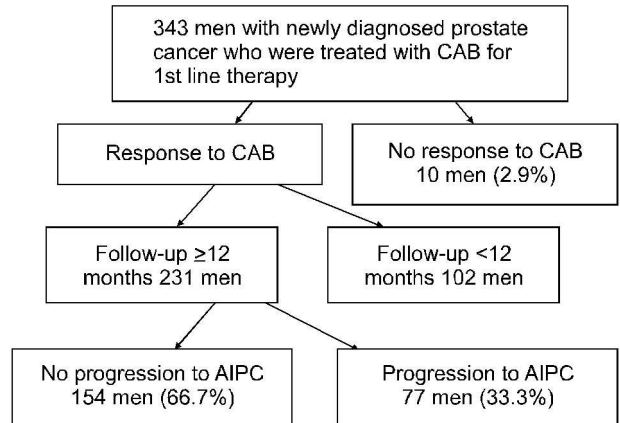 343 men with newly diagnosed prostate
cancer who were treated with CAB for
1st line therapy
Response to CAB
No response to CAB
10 men (2.9%)
Follow-up ≥12
months 231 men
Follow-up <12
months 102 men
No progression to AIPC
154 men (66.7%)
Progression to AIPC
77 men (33.3%)